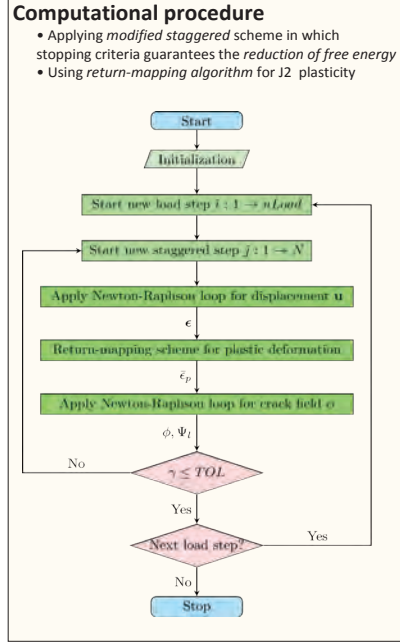 Computational procedure
• Applying modified staggered scheme in which
stopping criteria guarantees the reduction of free energy
• Using return-mapping algorithm for J2 plasticity
Start
Initialization
Start new load step i : 1 → nLoad
Start new staggered step j : 1 → N
Apply Newton-Raphson loop for displacement u
ϵ
Return-mapping scheme for plastic deformation
ε̄p
Apply Newton-Raphson loop for crack field ϕ
ϕ, Ψl
No
γ ≤ TOL
Yes
Next load step?
Yes
No
Stop